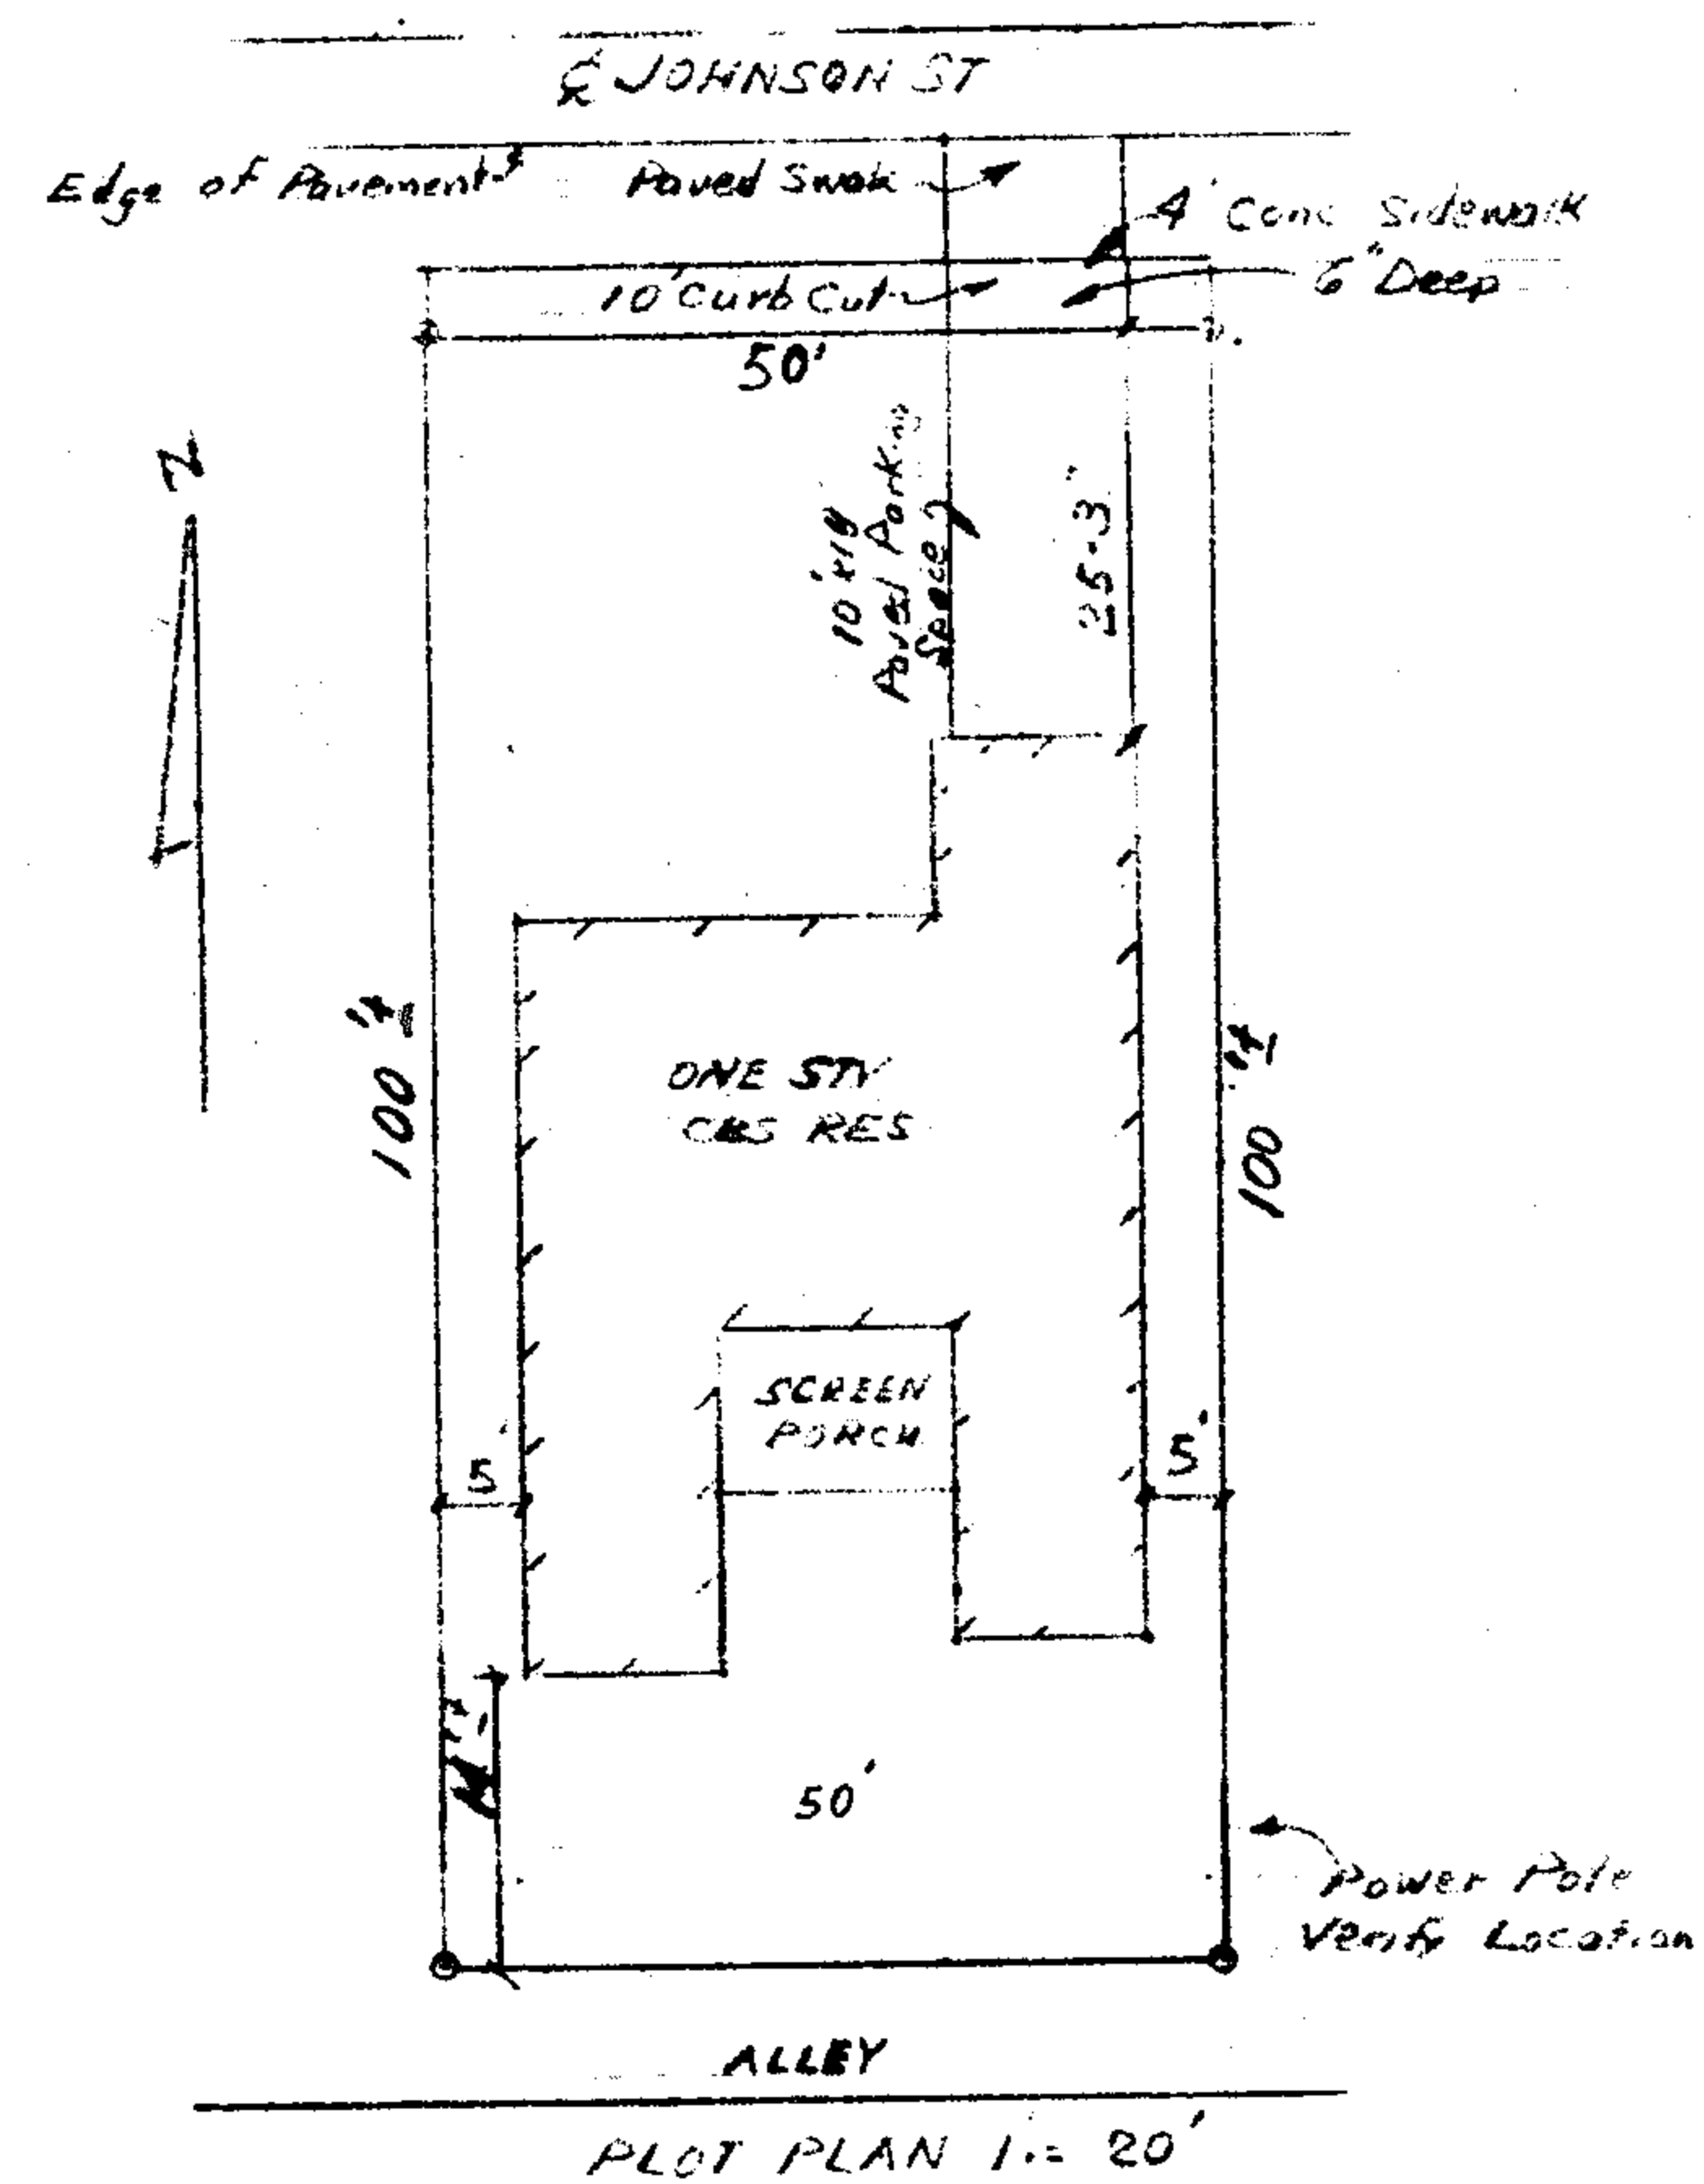 ℄ JOHNSON ST
Edge of Pavement
Paved Swale
4' Conc Sidewalk
6" Deep
10' Curb Cut
50'
N
10'x19
Paved Parking
Space
25-3"
100'±
100'±
ONE STY
CBS RES
SCREEN
PORCH
5'
5'
50'
Power Pole
Verify Location
ALLEY
PLOT PLAN 1"= 20'